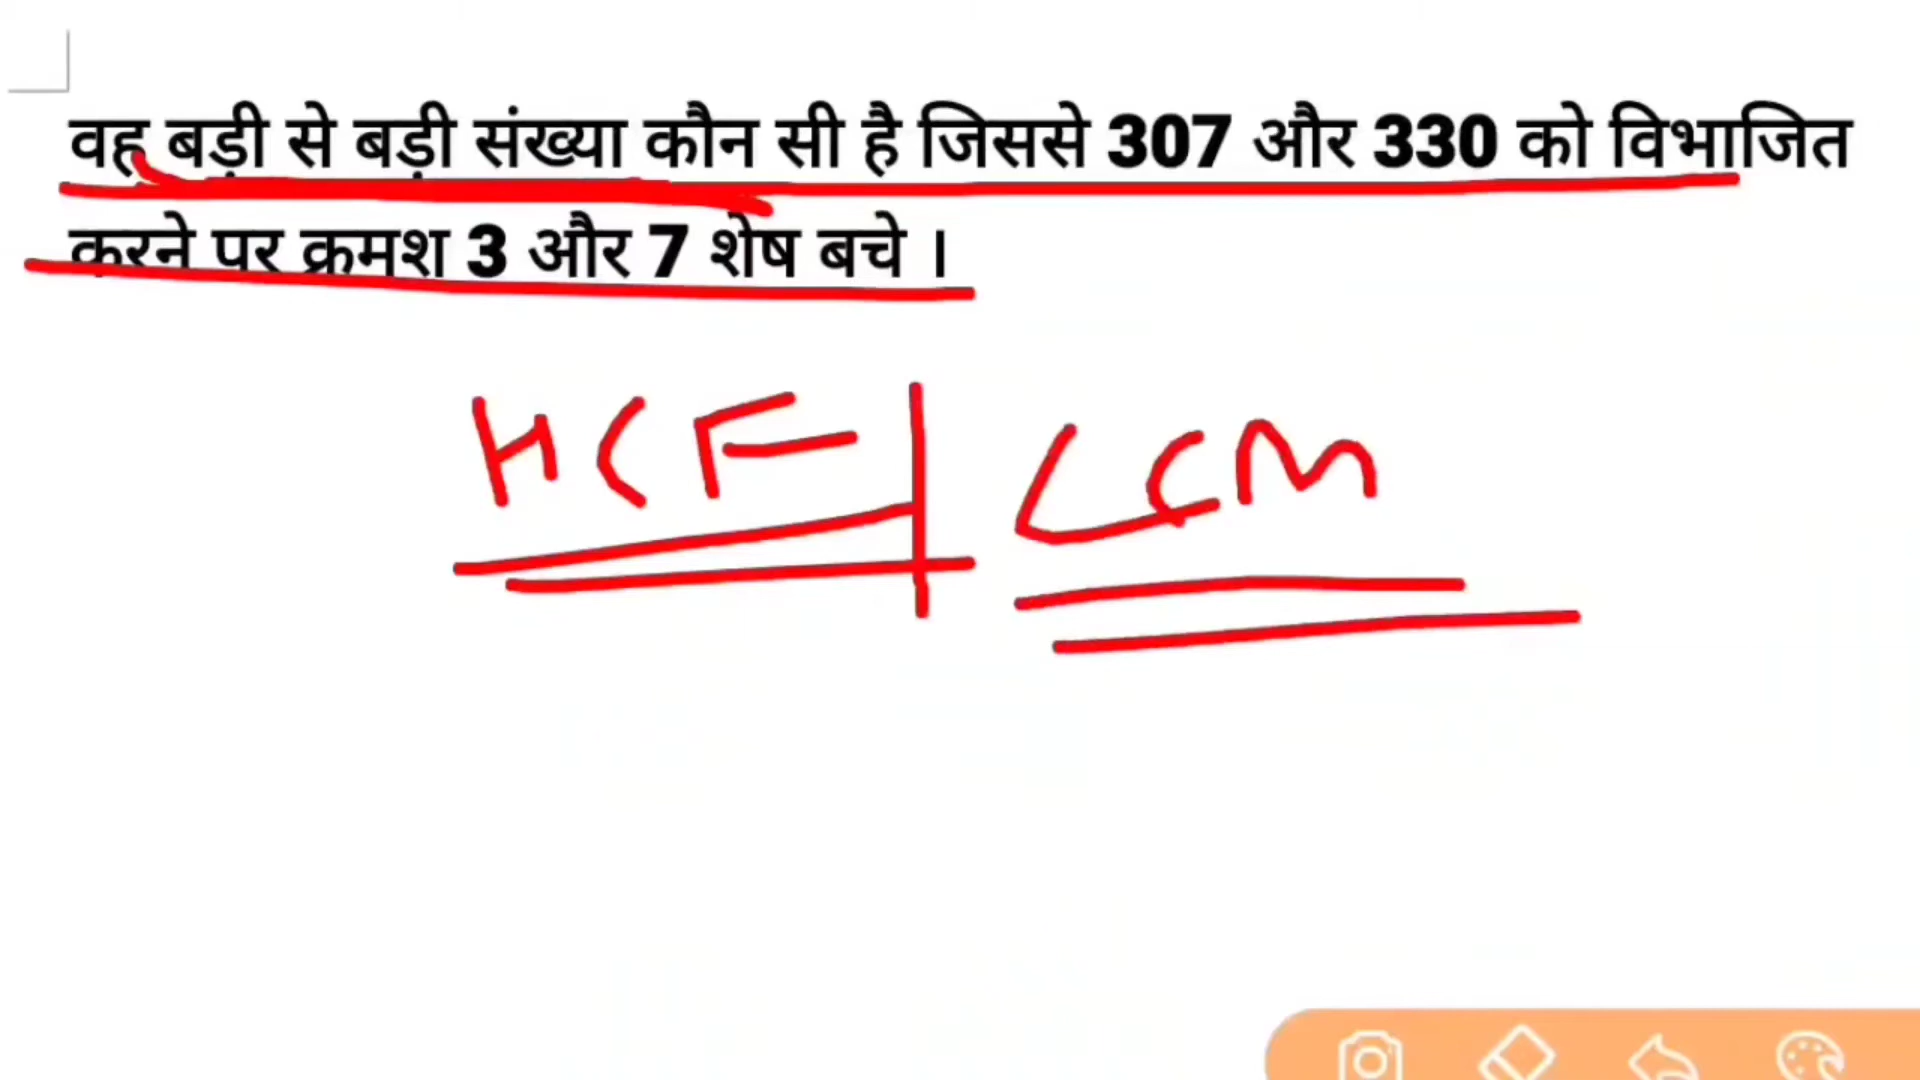 वह बड़ी से बड़ी संख्या कौन सी है जिससे 307 और 330 को विभाजित
करने पर क्रमश 3 और 7 शेष बचे ।
HCF | LCM